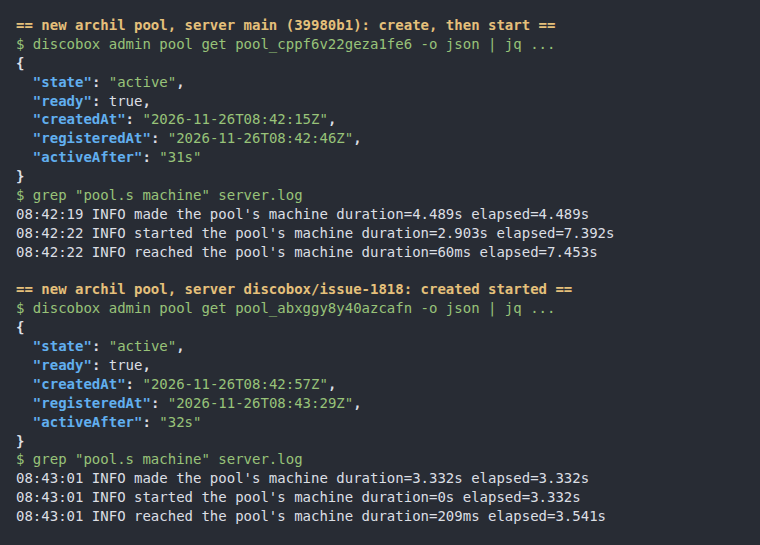 == new archil pool, server main (39980b1): create, then start ==
$ discobox admin pool get pool_cppf6v22geza1fe6 -o json | jq ...
{
  "state": "active",
  "ready": true,
  "createdAt": "2026-11-26T08:42:15Z",
  "registeredAt": "2026-11-26T08:42:46Z",
  "activeAfter": "31s"
}
$ grep "pool.s machine" server.log
08:42:19 INFO made the pool's machine duration=4.489s elapsed=4.489s
08:42:22 INFO started the pool's machine duration=2.903s elapsed=7.392s
08:42:22 INFO reached the pool's machine duration=60ms elapsed=7.453s

== new archil pool, server discobox/issue-1818: created started ==
$ discobox admin pool get pool_abxggy8y40azcafn -o json | jq ...
{
  "state": "active",
  "ready": true,
  "createdAt": "2026-11-26T08:42:57Z",
  "registeredAt": "2026-11-26T08:43:29Z",
  "activeAfter": "32s"
}
$ grep "pool.s machine" server.log
08:43:01 INFO made the pool's machine duration=3.332s elapsed=3.332s
08:43:01 INFO started the pool's machine duration=0s elapsed=3.332s
08:43:01 INFO reached the pool's machine duration=209ms elapsed=3.541s